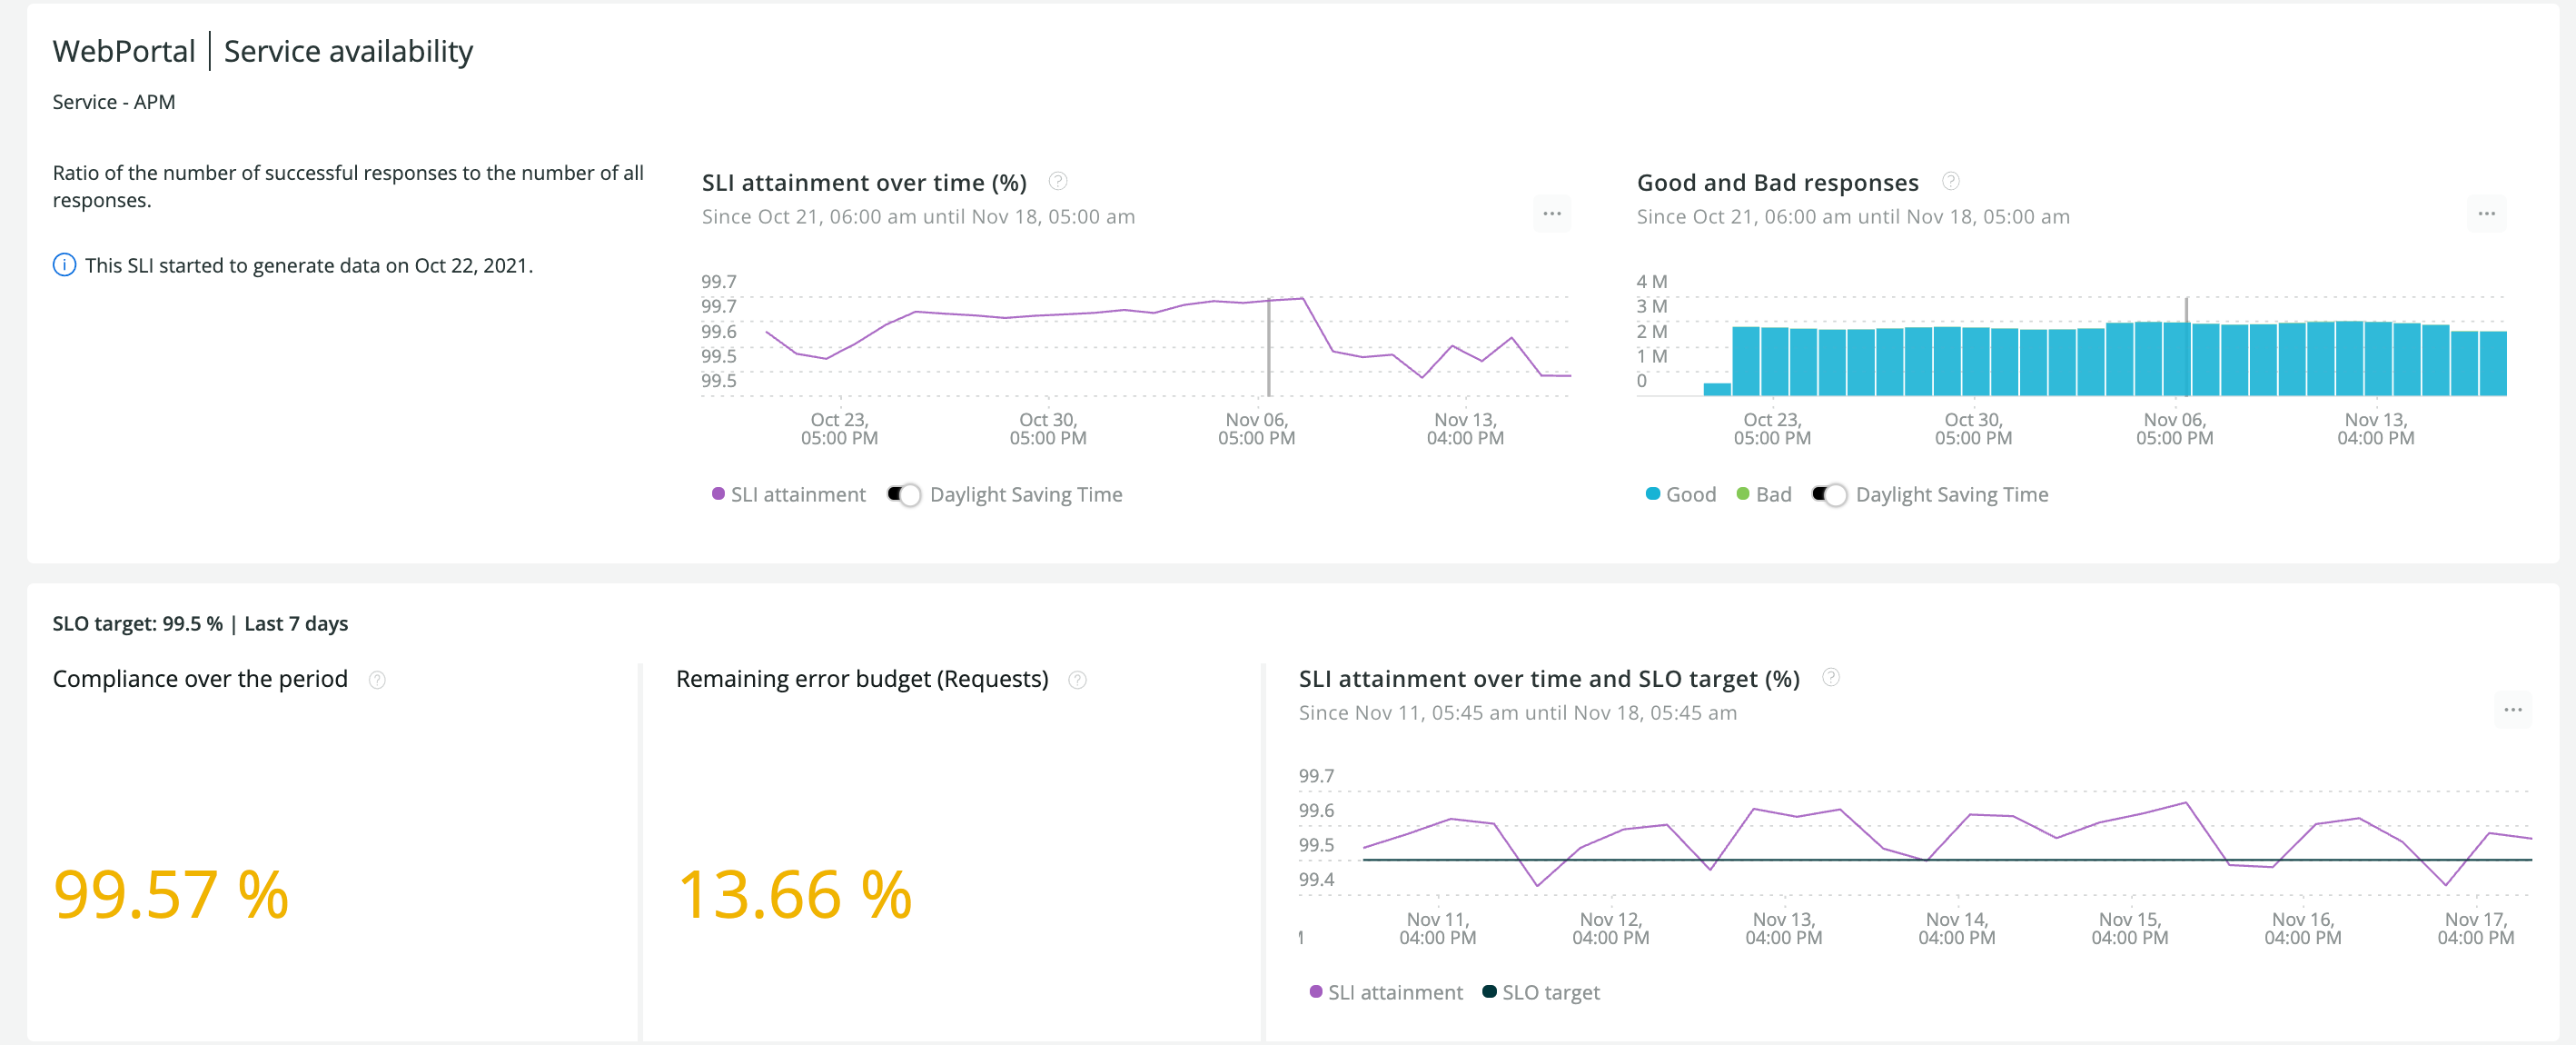 WebPortal | Service availability
Service - APM
Ratio of the number of successful responses to the number of all
responses.
This SLI started to generate data on Oct 22, 2021.
SLI attainment over time (%)
Since Oct 21, 06:00 am until Nov 18, 05:00 am
...
99.7
99.7
99.6
99.5
99.5
Oct 23,
05:00 PM
Oct 30,
05:00 PM
Nov 06,
05:00 PM
Nov 13,
04:00 PM
SLI attainment
Daylight Saving Time
Good and Bad responses
Since Oct 21, 06:00 am until Nov 18, 05:00 am
...
4 M
3 M
2 M
1 M
0
Oct 23,
05:00 PM
Oct 30,
05:00 PM
Nov 06,
05:00 PM
Nov 13,
04:00 PM
Good
Bad
Daylight Saving Time
SLO target: 99.5 % | Last 7 days
Compliance over the period
99.57 %
Remaining error budget (Requests)
13.66 %
SLI attainment over time and SLO target (%)
Since Nov 11, 05:45 am until Nov 18, 05:45 am
...
99.7
99.6
99.5
99.4
Nov 11,
04:00 PM
Nov 12,
04:00 PM
Nov 13,
04:00 PM
Nov 14,
04:00 PM
Nov 15,
04:00 PM
Nov 16,
04:00 PM
Nov 17,
04:00 PM
SLI attainment
SLO target